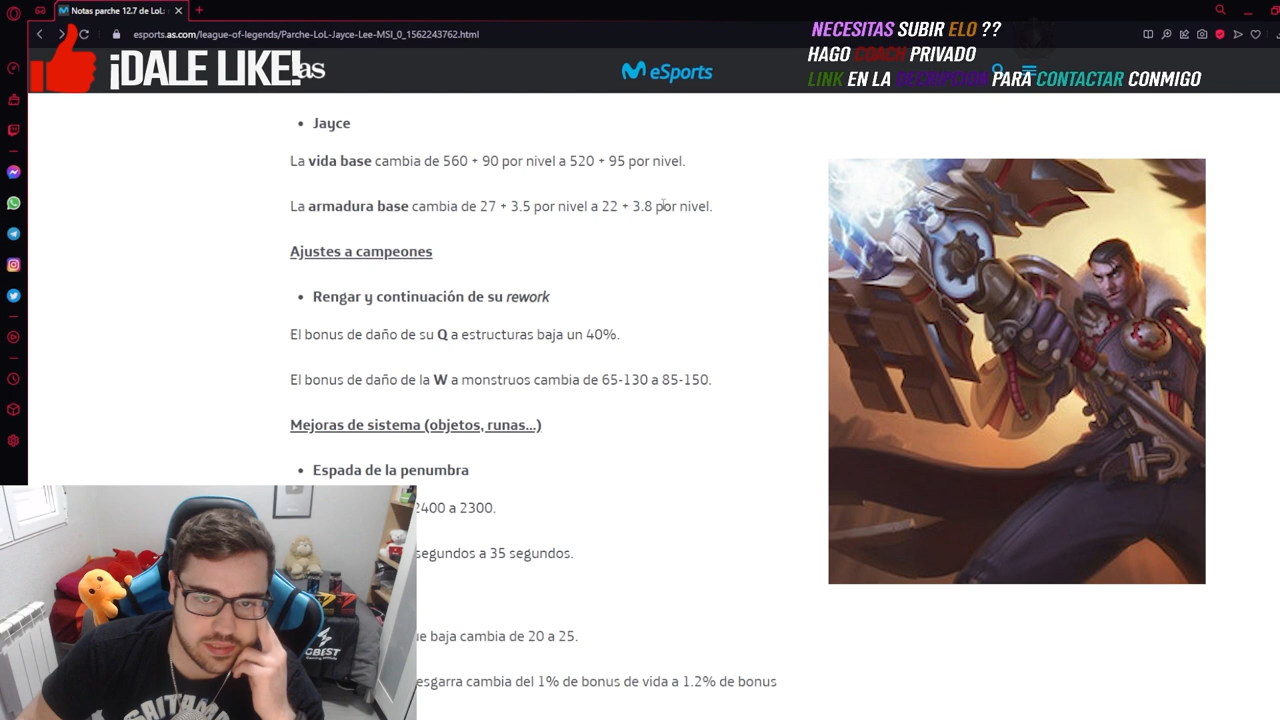 Notas parche 12.7 de LoL:
esports.as.com/league-of-legends/Parche-LoL-Jayce-Lee-MSI_0_1562243762.html
¡DALE LIKE!
as
eSports
NECESITAS SUBIR ELO ??
HAGO COACH PRIVADO
LINK EN LA DECRIPCION PARA CONTACTAR CONMIGO
• Jayce
La vida base cambia de 560 + 90 por nivel a 520 + 95 por nivel.
La armadura base cambia de 27 + 3.5 por nivel a 22 + 3.8 por nivel.
Ajustes a campeones
• Rengar y continuación de su rework
El bonus de daño de su Q a estructuras baja un 40%.
El bonus de daño de la W a monstruos cambia de 65-130 a 85-150.
Mejoras de sistema (objetos, runas...)
• Espada de la penumbra
2400 a 2300.
segundos a 35 segundos.
ue baja cambia de 20 a 25.
esgarra cambia del 1% de bonus de vida a 1.2% de bonus
GBEST
SAITAMA